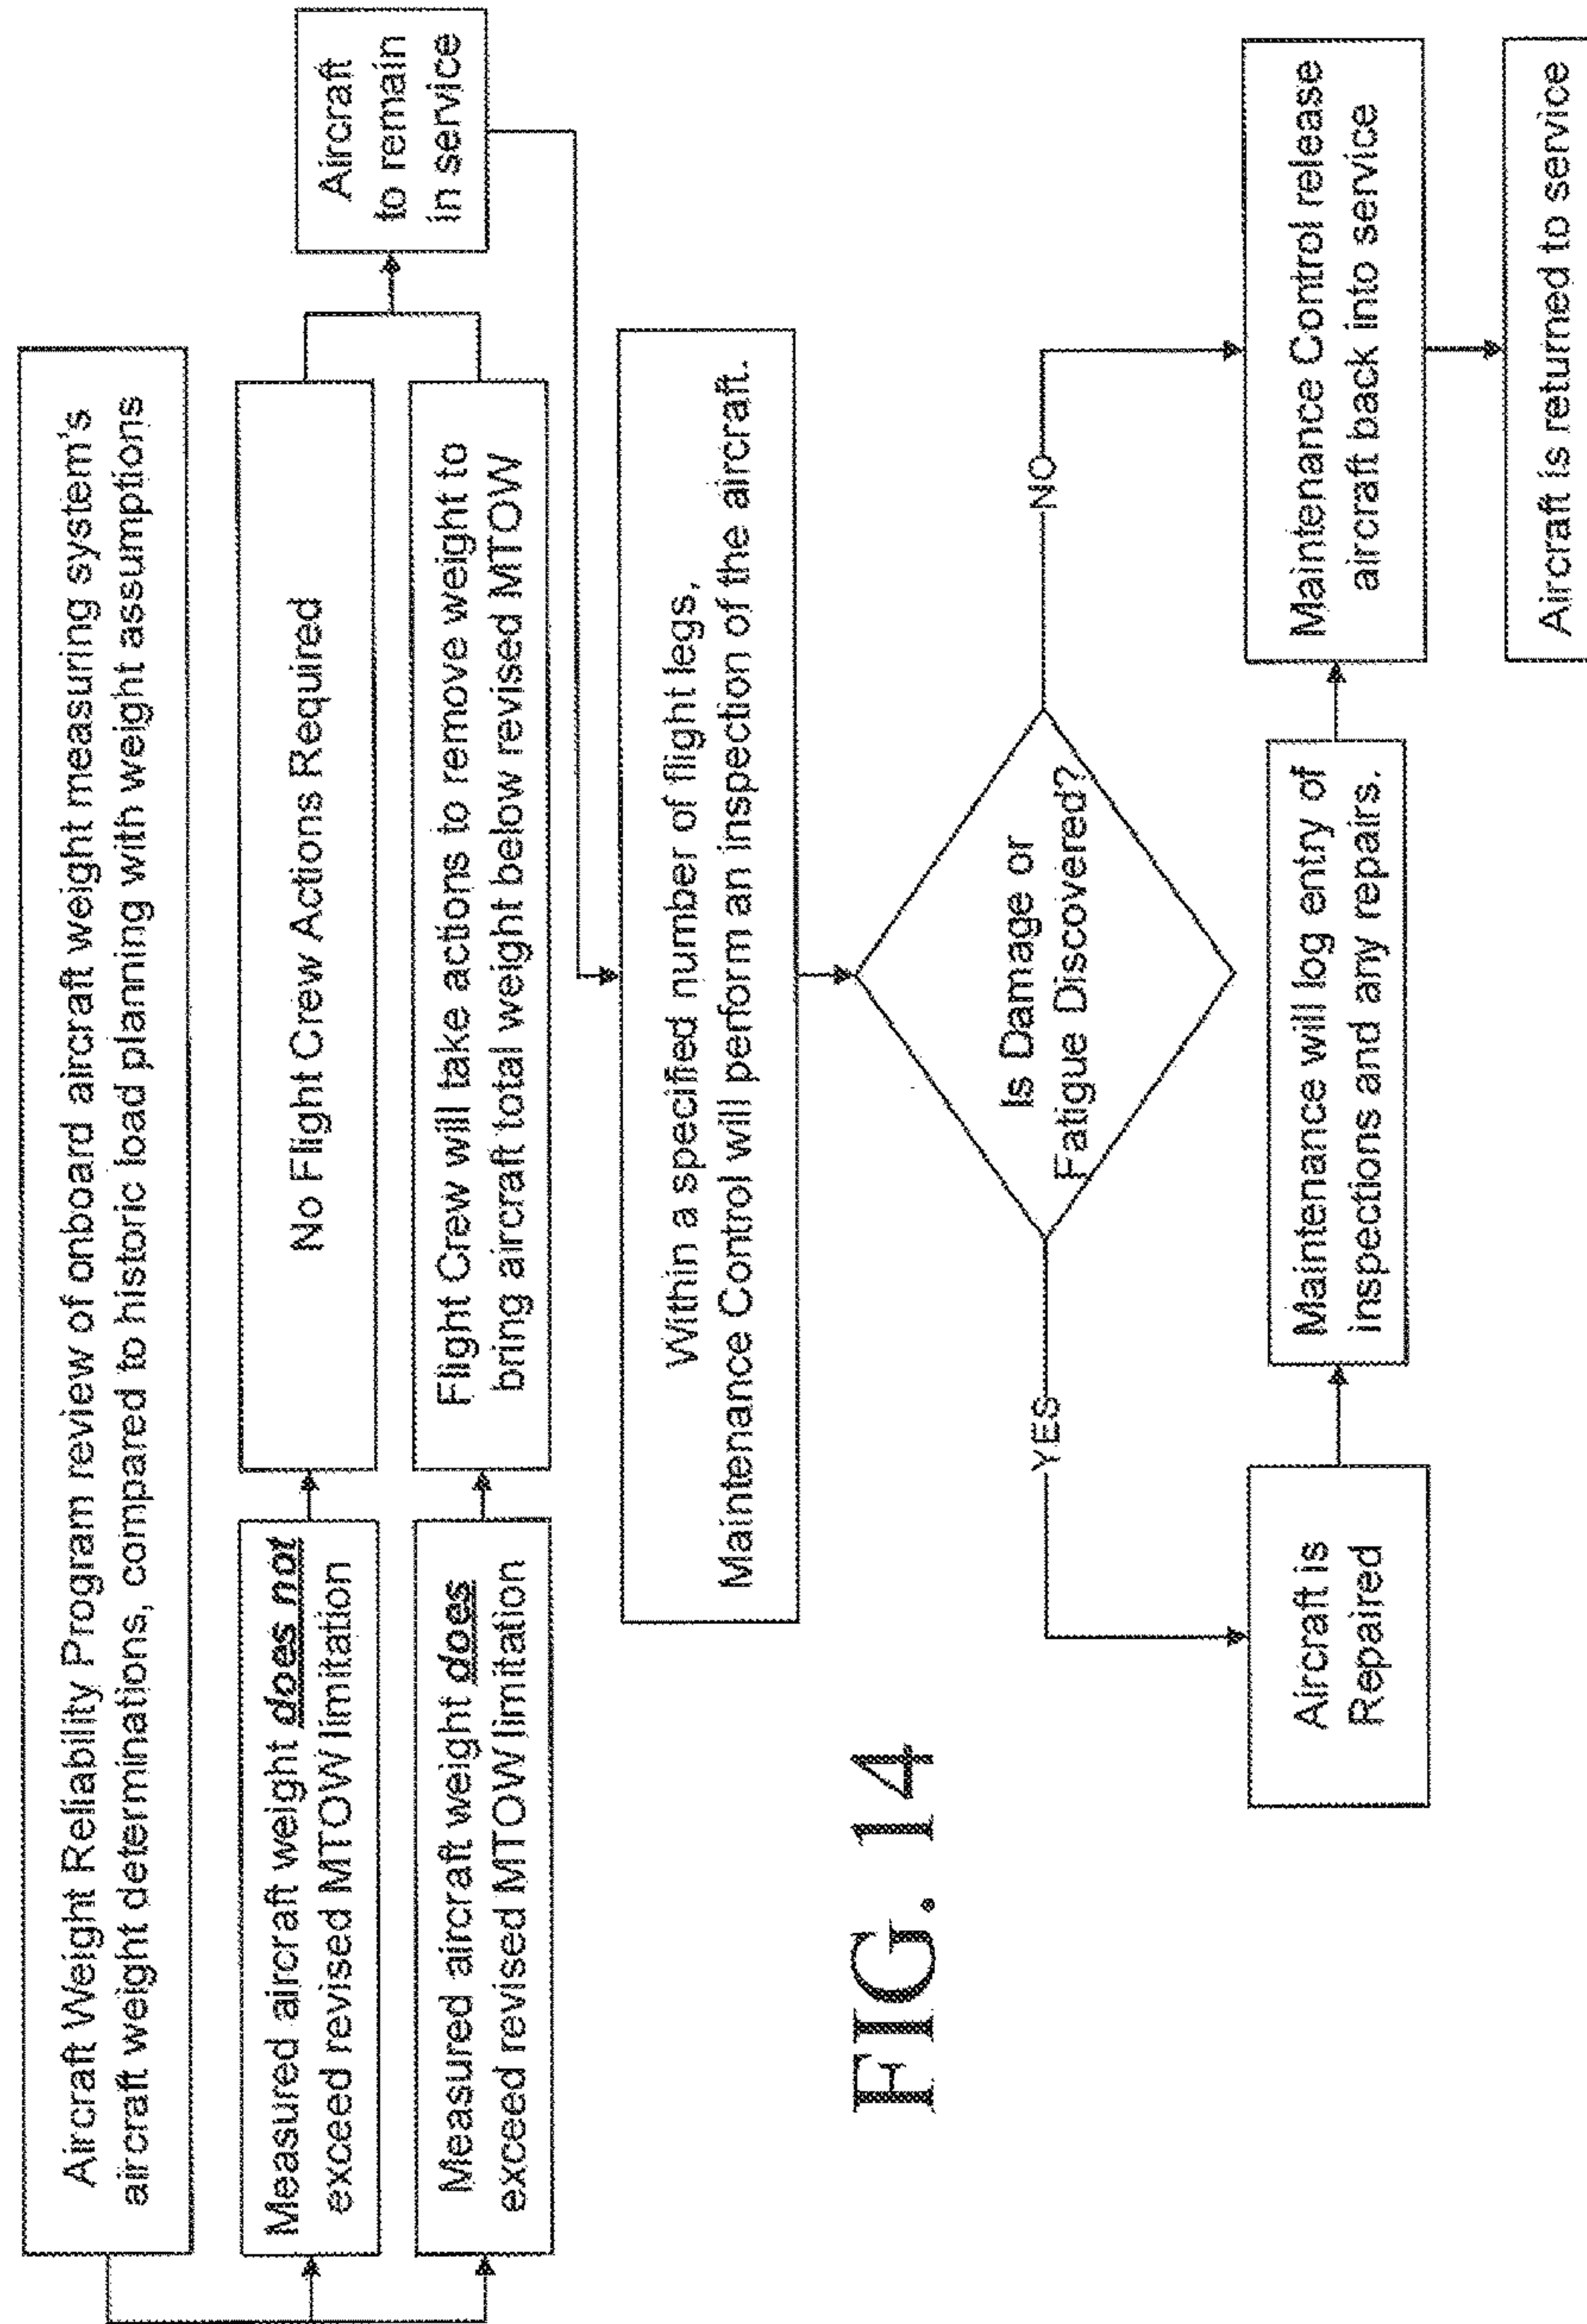 Aircraft Weight Reliability Program review of onboard aircraft weight measuring system's
aircraft weight determinations, compared to historic load planning with weight assumptions
Measured aircraft weight does not
exceed revised MTOW limitation
No Flight Crew Actions Required
Measured aircraft weight does
exceed revised MTOW limitation
Flight Crew will take actions to remove weight to
bring aircraft total weight below revised MTOW
Aircraft
to remain
in service
Within a specified number of flight legs,
Maintenance Control will perform an inspection of the aircraft.
Is Damage or
Fatigue Discovered?
YES
NO
Aircraft is
Repaired
Maintenance will log entry of
inspections and any repairs.
Maintenance Control release
aircraft back into service
Aircraft is returned to service
FIG. 14